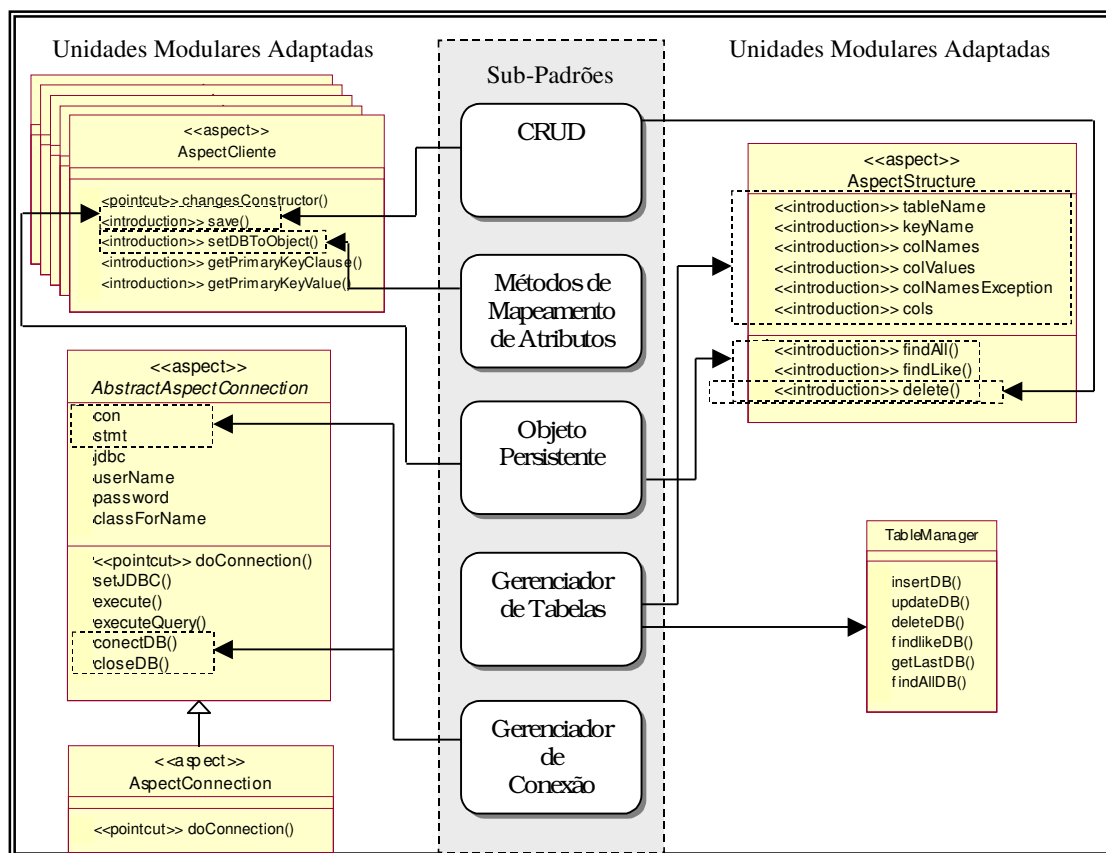 Unidades Modulares Adaptadas
<<aspect>>
AspectCliente
<pointcut>> changesConstructor()
<<introduction>> save()
<<introduction>> setDBToObject()
<<introduction>> getPrimaryKeyClause()
<<introduction>> getPrimaryKeyValue()
<<aspect>>
AbstractAspectConnection
con
stmt
jdbc
userName
password
classForName
<<pointcut>> doConnection()
setJDBC()
execute()
executeQuery()
conectDB()
closeDB()
<<aspect>>
AspectConnection
<<pointcut>> doConnection()
Sub-Padrões
CRUD
Métodos de
Mapeamento
de Atributos
Objeto
Persistente
Gerenciador
de Tabelas
Gerenciador
de
Conexão
Unidades Modulares Adaptadas
<<aspect>>
AspectStructure
<<introduction>> tableName
<<introduction>> keyName
<<introduction>> colNames
<<introduction>> colValues
<<introduction>> colNamesException
<<introduction>> cols
<<introduction>> findAll()
<<introduction>> findLike()
<<introduction>> delete()
TableManager
insertDB()
updateDB()
deleteDB()
findlikeDB()
getLastDB()
findAllDB()